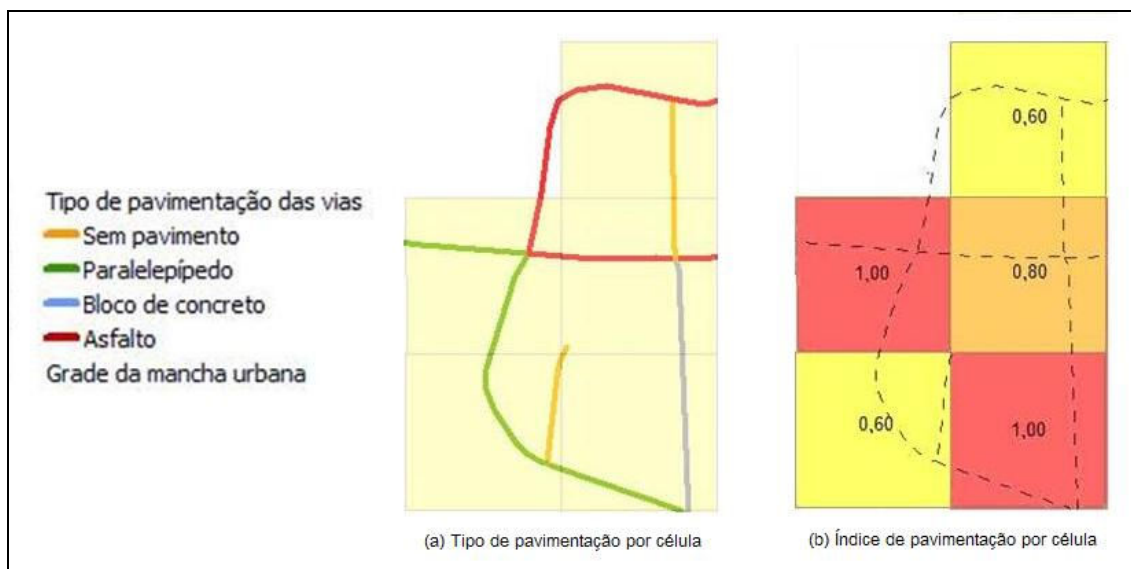 Tipo de pavimentação das vias
Sem pavimento
Paralelepípedo
Bloco de concreto
Asfalto
Grade da mancha urbana
(a) Tipo de pavimentação por célula
0,60
1,00
0,80
0,60
1,00
(b) Índice de pavimentação por célula